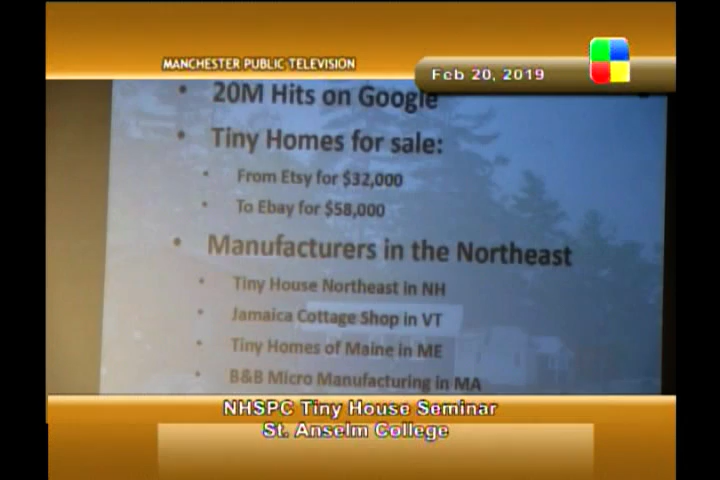 MANCHESTER PUBLIC TELEVISION
Feb 20, 2019
• 20M Hits on Google
• Tiny Homes for sale:
• From Etsy for $32,000
• To Ebay for $58,000
• Manufacturers in the Northeast
• Tiny House Northeast in NH
• Jamaica Cottage Shop in VT
• Tiny Homes of Maine in ME
• B&B Micro Manufacturing in MA
NHSPC Tiny House Seminar
St. Anselm College